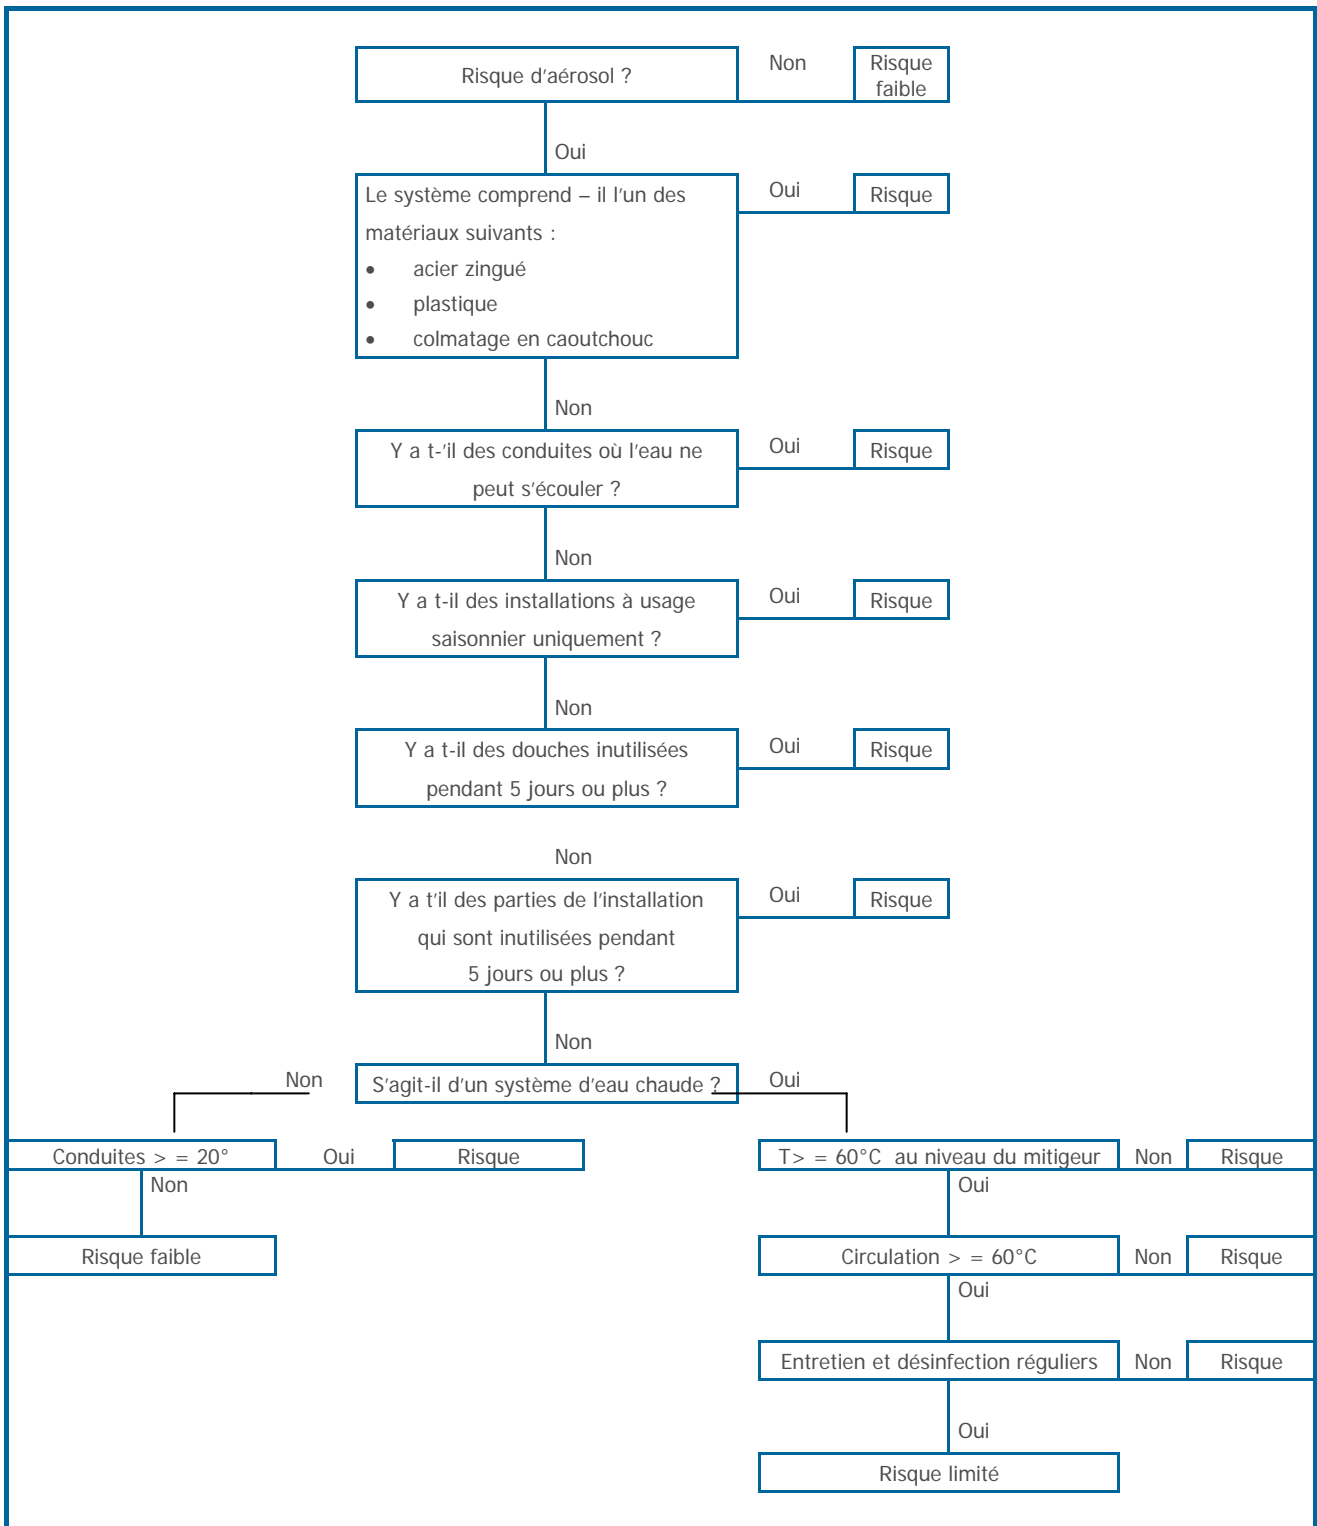 Risque d'aérosol ?
Non
Risque
faible
Oui
Le système comprend – il l'un des
matériaux suivants :
• acier zingué
• plastique
• colmatage en caoutchouc
Oui
Risque
Non
Y a t-'il des conduites où l'eau ne
peut s'écouler ?
Oui
Risque
Non
Y a t-il des installations à usage
saisonnier uniquement ?
Oui
Risque
Non
Y a t-il des douches inutilisées
pendant 5 jours ou plus ?
Oui
Risque
Non
Y a t'il des parties de l'installation
qui sont inutilisées pendant
5 jours ou plus ?
Oui
Risque
Non
Non
S'agit-il d'un système d'eau chaude ?
Oui
Conduites > = 20°
Oui
Risque
Non
Risque faible
T> = 60°C au niveau du mitigeur
Non
Risque
Oui
Circulation > = 60°C
Non
Risque
Oui
Entretien et désinfection réguliers
Non
Risque
Oui
Risque limité